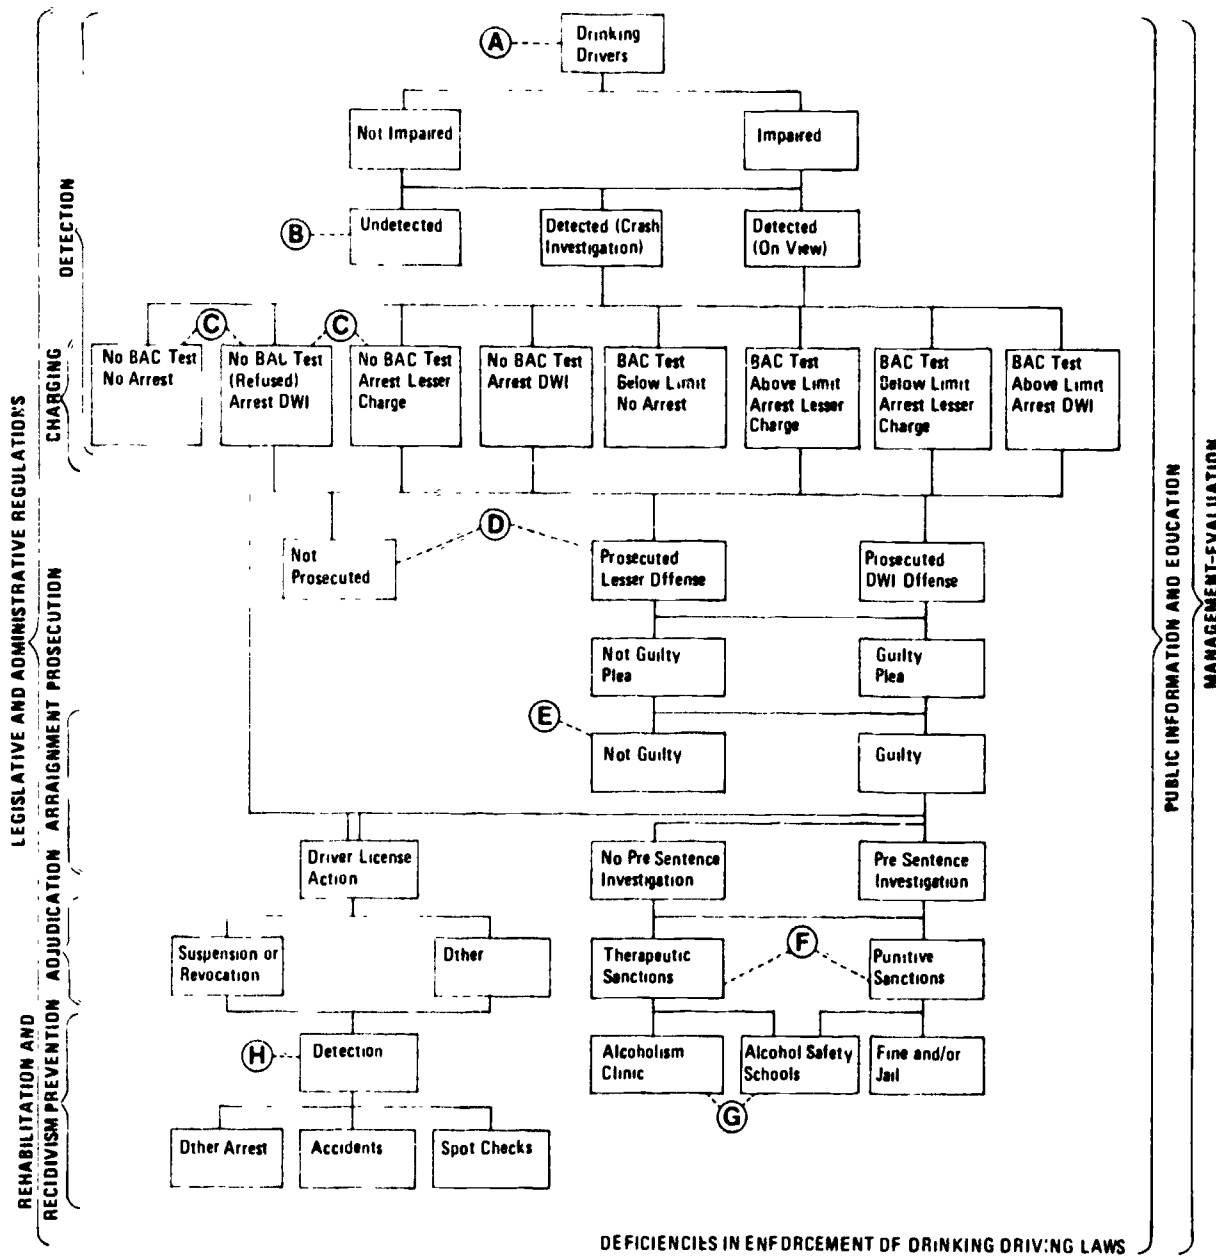 A
Drinking
Drivers
Not Impaired
Impaired
B
Undetected
Detected (Crash
Investigation)
Detected
(On View)
C
C
No BAC Test
No Arrest
No BAC Test
(Refused)
Arrest DWI
No BAC Test
Arrest Lesser
Charge
No BAC Test
Arrest DWI
BAC Test
Below Limit
No Arrest
BAC Test
Above Limit
Arrest Lesser
Charge
BAC Test
Below Limit
Arrest Lesser
Charge
BAC Test
Above Limit
Arrest DWI
D
Not
Prosecuted
Prosecuted
Lesser Offense
Prosecuted
DWI Offense
Not Guilty
Plea
Guilty
Plea
E
Not Guilty
Guilty
Driver License
Action
No Pre Sentence
Investigation
Pre Sentence
Investigation
Suspension or
Revocation
Other
Therapeutic
Sanctions
F
Punitive
Sanctions
H
Detection
Alcoholism
Clinic
Alcohol Safety
Schools
Fine and/or
Jail
G
Other Arrest
Accidents
Spot Checks
LEGISLATIVE AND ADMINISTRATIVE REGULATIONS
DETECTION
CHARGING
PROSECUTION
ARRAIGNMENT
ADJUDICATION
REHABILITATION AND
RECIDIVISM PREVENTION
PUBLIC INFORMATION AND EDUCATION
MANAGEMENT-EVALUATION
DEFICIENCIES IN ENFORCEMENT OF DRINKING DRIVING LAWS